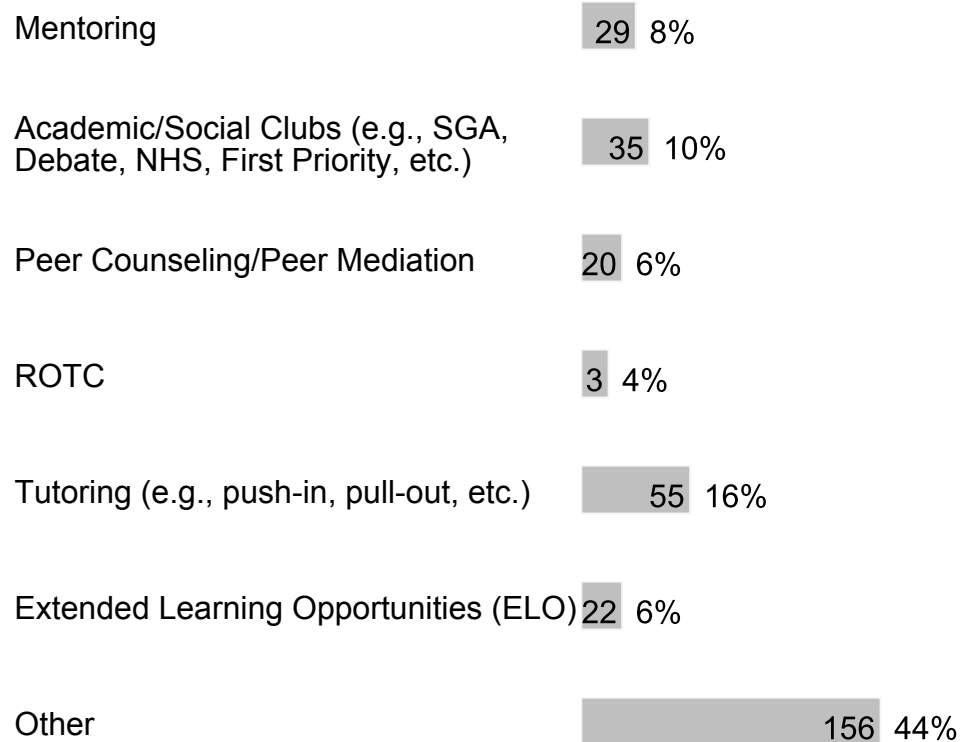 Mentoring 29 8%
Academic/Social Clubs (e.g., SGA,
Debate, NHS, First Priority, etc.) 35 10%
Peer Counseling/Peer Mediation 20 6%
ROTC 3 4%
Tutoring (e.g., push-in, pull-out, etc.) 55 16%
Extended Learning Opportunities (ELO) 22 6%
Other 156 44%